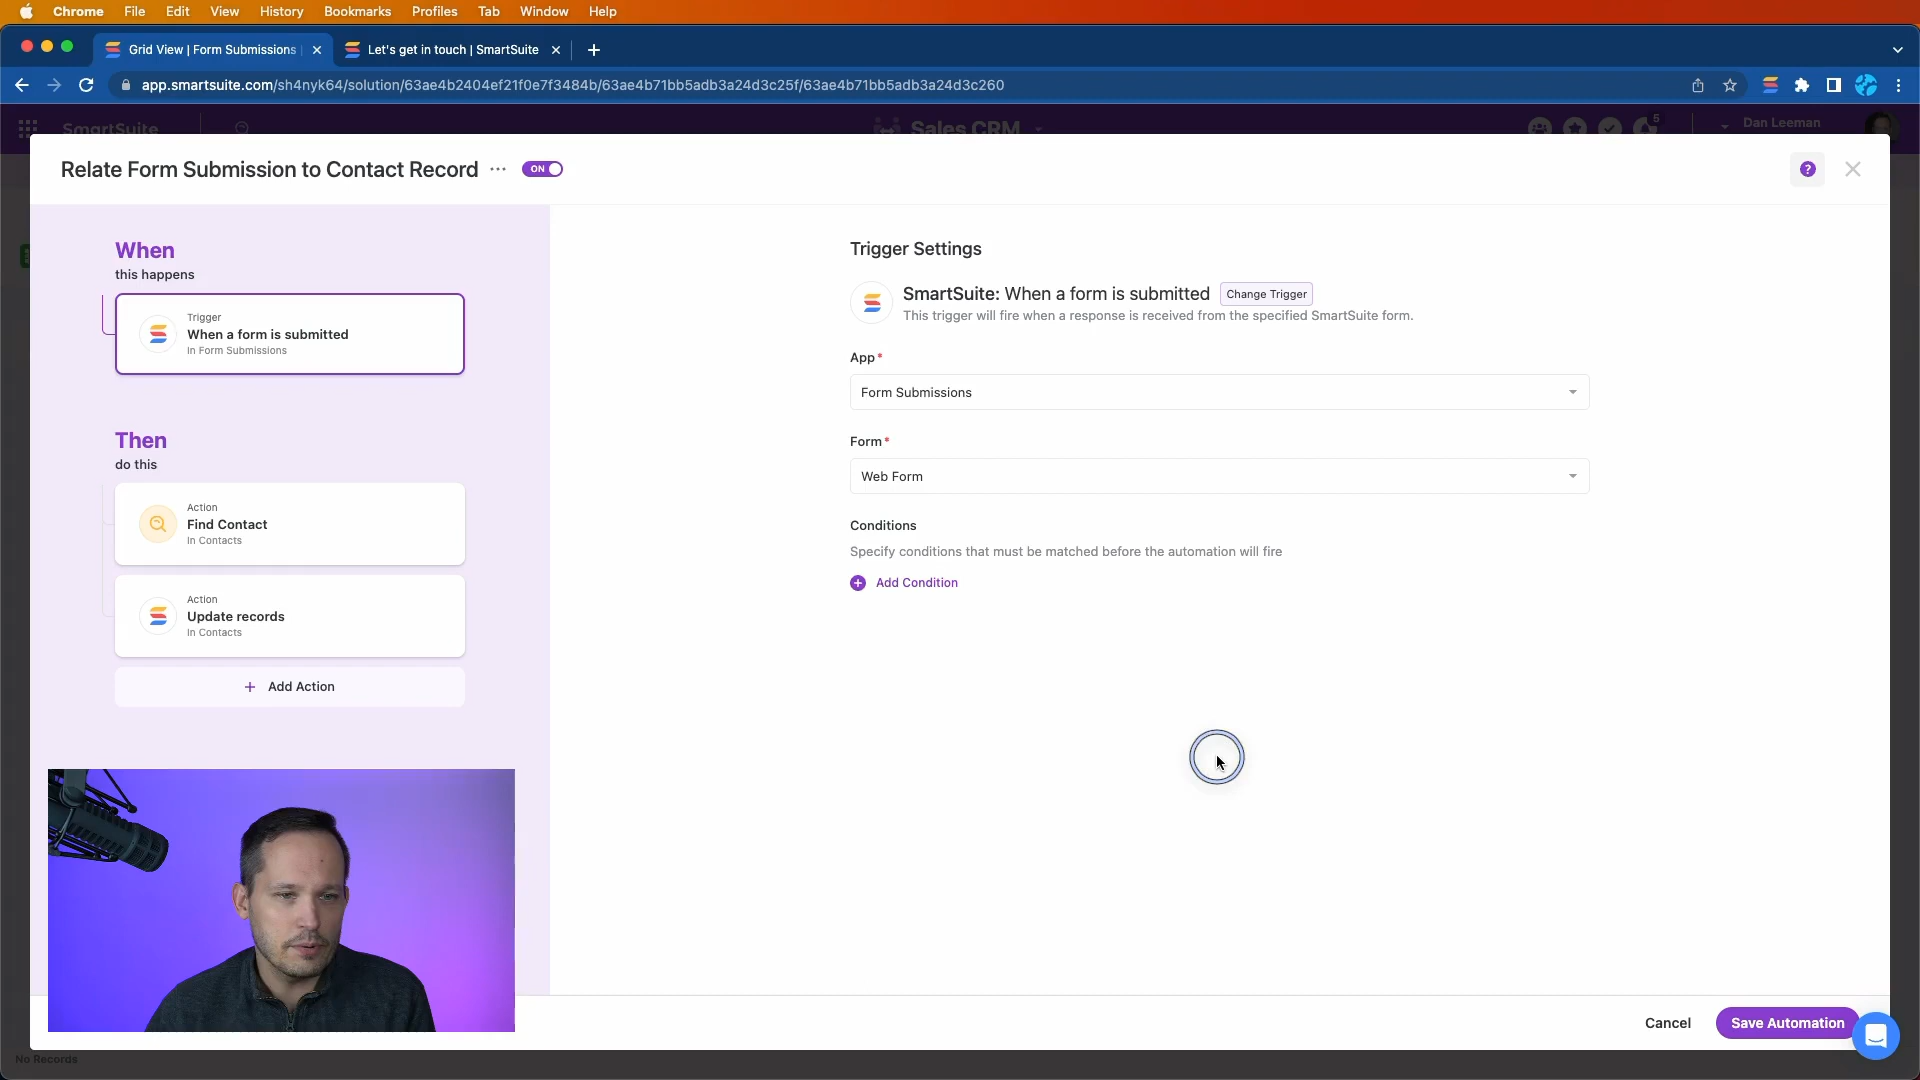 Chrome File Edit View History Bookmarks Profiles Tab Window Help
Grid View | Form Submissions
Let's get in touch | SmartSuite
app.smartsuite.com/sh4nyk64/solution/63ae4b2404ef21f0e7f3484b/63ae4b71bb5adb3a24d3c25f/63ae4b71bb5adb3a24d3c260
SmartSuite
Sales CRM
5
Dan Leeman
Relate Form Submission to Contact Record
ON
?
When
this happens
Trigger
When a form is submitted
In Form Submissions
Then
do this
Action
Find Contact
In Contacts
Action
Update records
In Contacts
+ Add Action
Trigger Settings
SmartSuite: When a form is submitted
Change Trigger
This trigger will fire when a response is received from the specified SmartSuite form.
App*
Form Submissions
Form*
Web Form
Conditions
Specify conditions that must be matched before the automation will fire
Add Condition
Cancel
Save Automation
No Records